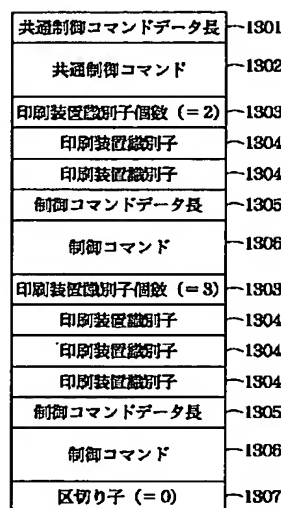 共通制御コマンドデータ長 1301
共通制御コマンド 1302
印刷装置識別子個数 (=2) 1303
印刷装置識別子 1304
印刷装置識別子 1304
制御コマンドデータ長 1305
制御コマンド 1306
印刷装置識別子個数 (=3) 1303
印刷装置識別子 1304
印刷装置識別子 1304
印刷装置識別子 1304
制御コマンドデータ長 1305
制御コマンド 1306
区切り子 (=0) 1307